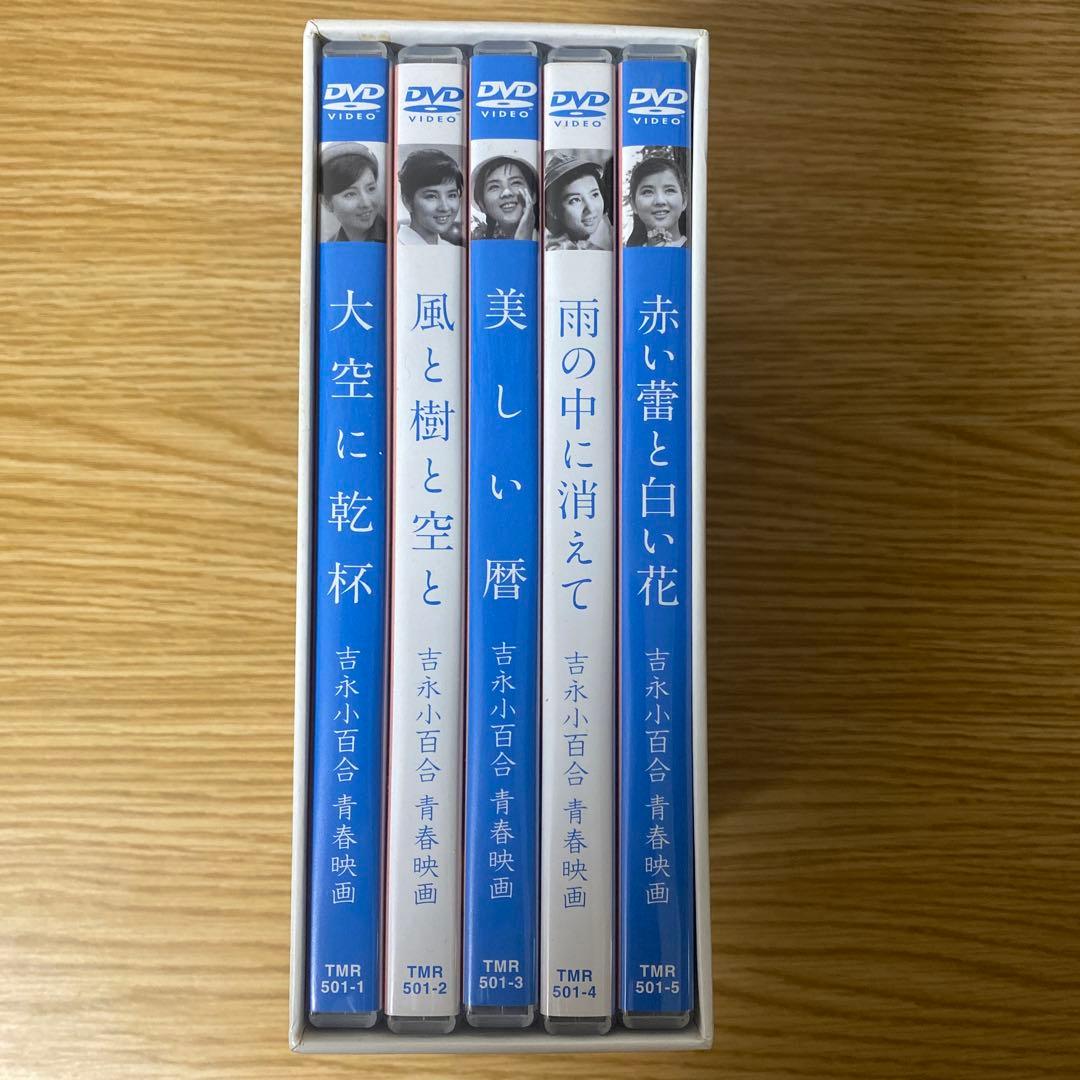 DVD
VIDEO
大空に乾杯
吉永小百合 青春映画
TMR
501-1
DVD
VIDEO
風と樹と空と
吉永小百合 青春映画
TMR
501-2
DVD
VIDEO
美しい暦
吉永小百合 青春映画
TMR
501-3
DVD
VIDEO
雨の中に消えて
吉永小百合 青春映画
TMR
501-4
DVD
VIDEO
赤い蕾と白い花
吉永小百合 青春映画
TMR
501-5